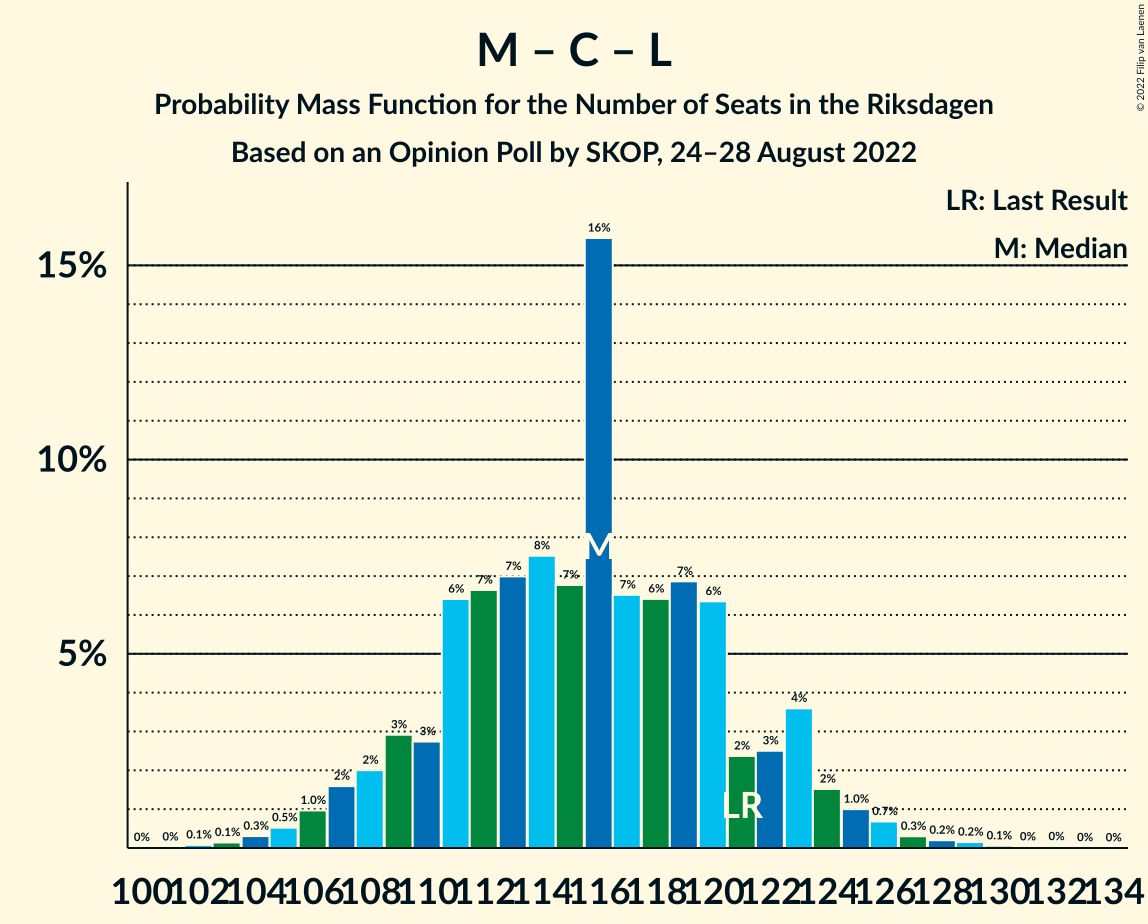 M – C – L
Probability Mass Function for the Number of Seats in the Riksdagen
Based on an Opinion Poll by SKOP, 24–28 August 2022
© 2022 Filip van Laenen
LR: Last Result
M: Median
15%
10%
5%
0% 0% 0.1% 0.1% 0.3% 0.5% 1.0% 2% 2% 3% 3% 6% 7% 7% 8% 7% 16% 7% 6% 7% 6% 2% 3% 4% 2% 1.0% 0.7% 0.3% 0.2% 0.2% 0.1% 0% 0% 0% 0%
M
LR
100 102 104 106 108 110 112 114 116 118 120 122 124 126 128 130 132 134